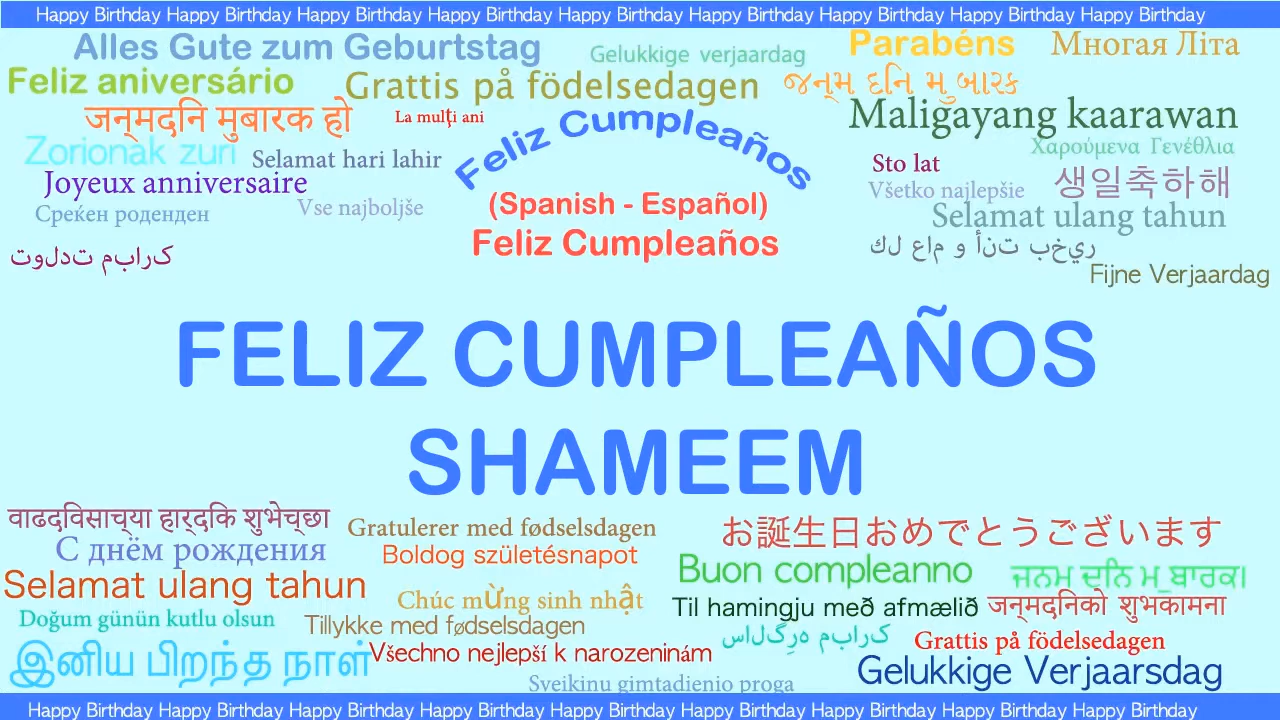 Happy Birthday Happy Birthday Happy Birthday Happy Birthday Happy Birthday Happy Birthday Happy Birthday Happy Birthday Happy Birthday
Alles Gute zum Geburtstag
Gelukkige verjaardag
Parabéns
Многая Літа
Feliz aniversário
Grattis på födelsedagen
જન્મ દિન મુબારક
जन्मदिन मुबारक हो
La mulţi ani
Feliz Cumpleaños
Maligayang kaarawan
Zorionak zuri
Selamat hari lahir
Sto lat
Χαρούμενα Γενέθλια
Joyeux anniversaire
(Spanish - Español)
Všetko najlepšie
생일축하해
Среќен роденден
Vse najboljše
Feliz Cumpleaños
Selamat ulang tahun
تولدت مبارک
كل عام و أنت بخير
Fijne Verjaardag
FELIZ CUMPLEAÑOS
SHAMEEM
वाढदिवसाच्या हार्दिक शुभेच्छा
Gratulerer med fødselsdagen
お誕生日おめでとうございます
С днём рождения
Boldog születésnapot
Buon compleanno
ਜਨਮ ਦਿਨ ਮੁਬਾਰਕ।
Selamat ulang tahun
Chúc mừng sinh nhật
Til hamingju með afmælið
जन्मदिनको शुभकामना
Doğum günün kutlu olsun
Tillykke med fødselsdagen
سالگرہ مبارک
Grattis på födelsedagen
இனிய பிறந்த நாள்
Všechno nejlepší k narozeninám
Gelukkige Verjaarsdag
Sveikinu gimtadienio proga
Happy Birthday Happy Birthday Happy Birthday Happy Birthday Happy Birthday Happy Birthday Happy Birthday Happy Birthday Happy Birthday